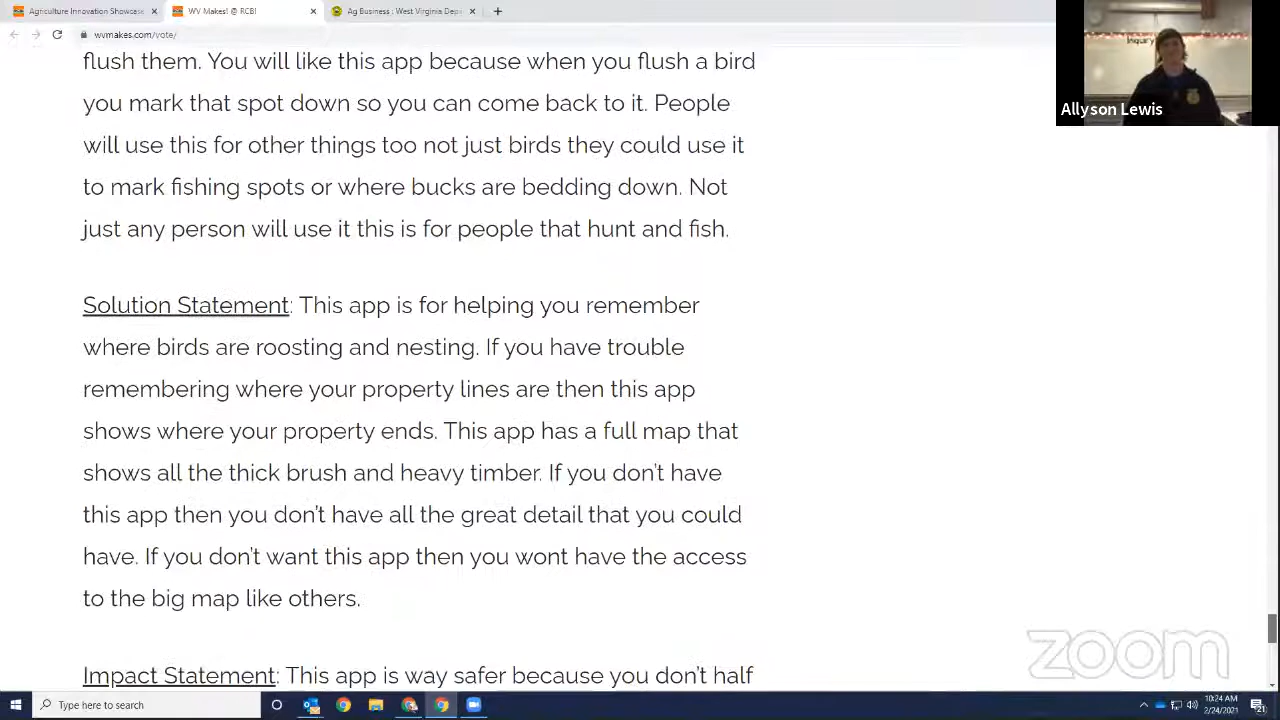 Agriculture Innovation Showcase
WV Makes! @ RCBI
Ag Business : West Virginia Depa
wvmakes.com/vote/
flush them. You will like this app because when you flush a bird
you mark that spot down so you can come back to it. People
will use this for other things too not just birds they could use it
to mark fishing spots or where bucks are bedding down. Not
just any person will use it this is for people that hunt and fish.
Solution Statement: This app is for helping you remember
where birds are roosting and nesting. If you have trouble
remembering where your property lines are then this app
shows where your property ends. This app has a full map that
shows all the thick brush and heavy timber. If you don't have
this app then you don't have all the great detail that you could
have. If you don't want this app then you wont have the access
to the big map like others.
Impact Statement: This app is way safer because you don't half
Inquiry
Allyson Lewis
zoom
Type here to search
10:24 AM
2/24/2021
21